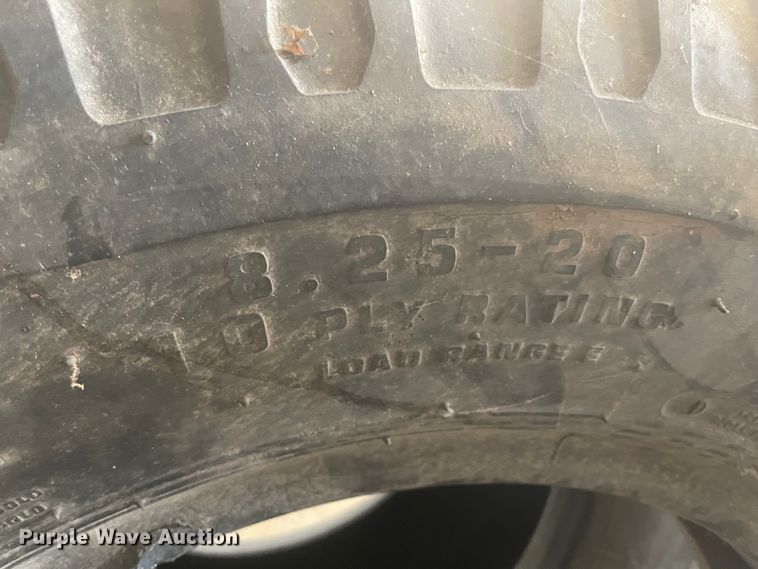 8.25-20
10 PLY RATING
LOAD RANGE E
Purple Wave Auction